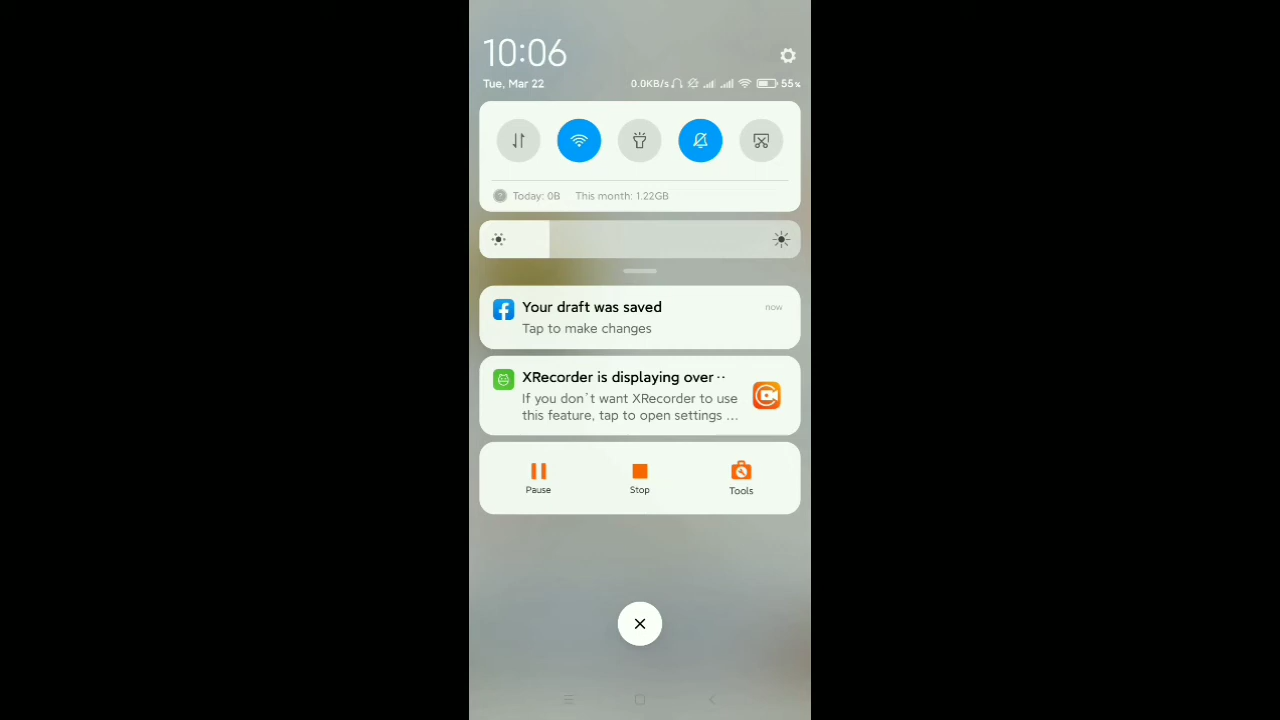 10:06
Tue, Mar 22
0.0KB/s
55%
Today: 0B This month: 1.22GB
Your draft was saved
now
Tap to make changes
XRecorder is displaying over ··
If you don't want XRecorder to use
this feature, tap to open settings ...
Pause
Stop
Tools